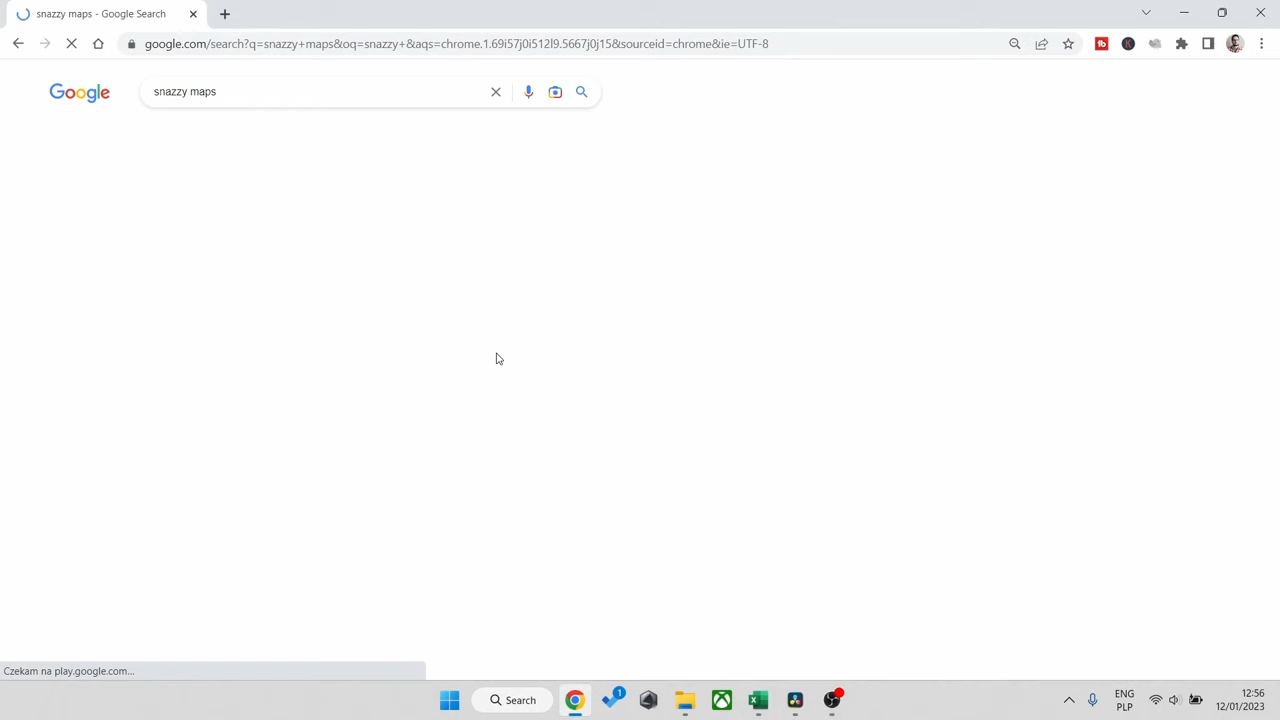 snazzy maps - Google Search
google.com/search?q=snazzy+maps&oq=snazzy+&aqs=chrome.1.69i57j0i512l9.5667j0j15&sourceid=chrome&ie=UTF-8
Google
snazzy maps
Czekam na play.google.com...
Search
1
ENG
PLP
12:56
12/01/2023